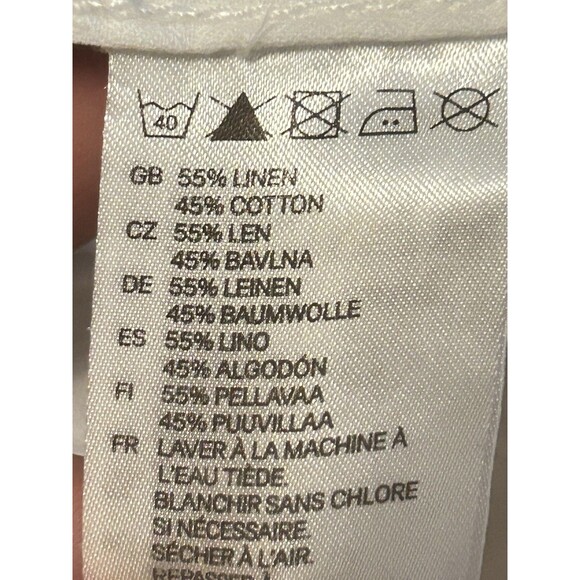 40
GB 55% LINEN
45% COTTON
CZ 55% LEN
45% BAVLNA
DE 55% LEINEN
45% BAUMWOLLE
ES 55% LINO
45% ALGODÓN
FI 55% PELLAVAA
45% PUUVILLAA
FR LAVER À LA MACHINE À
L'EAU TIÈDE.
BLANCHIR SANS CHLORE
SI NÉCESSAIRE.
SÉCHER À L'AIR.
REPASSER À